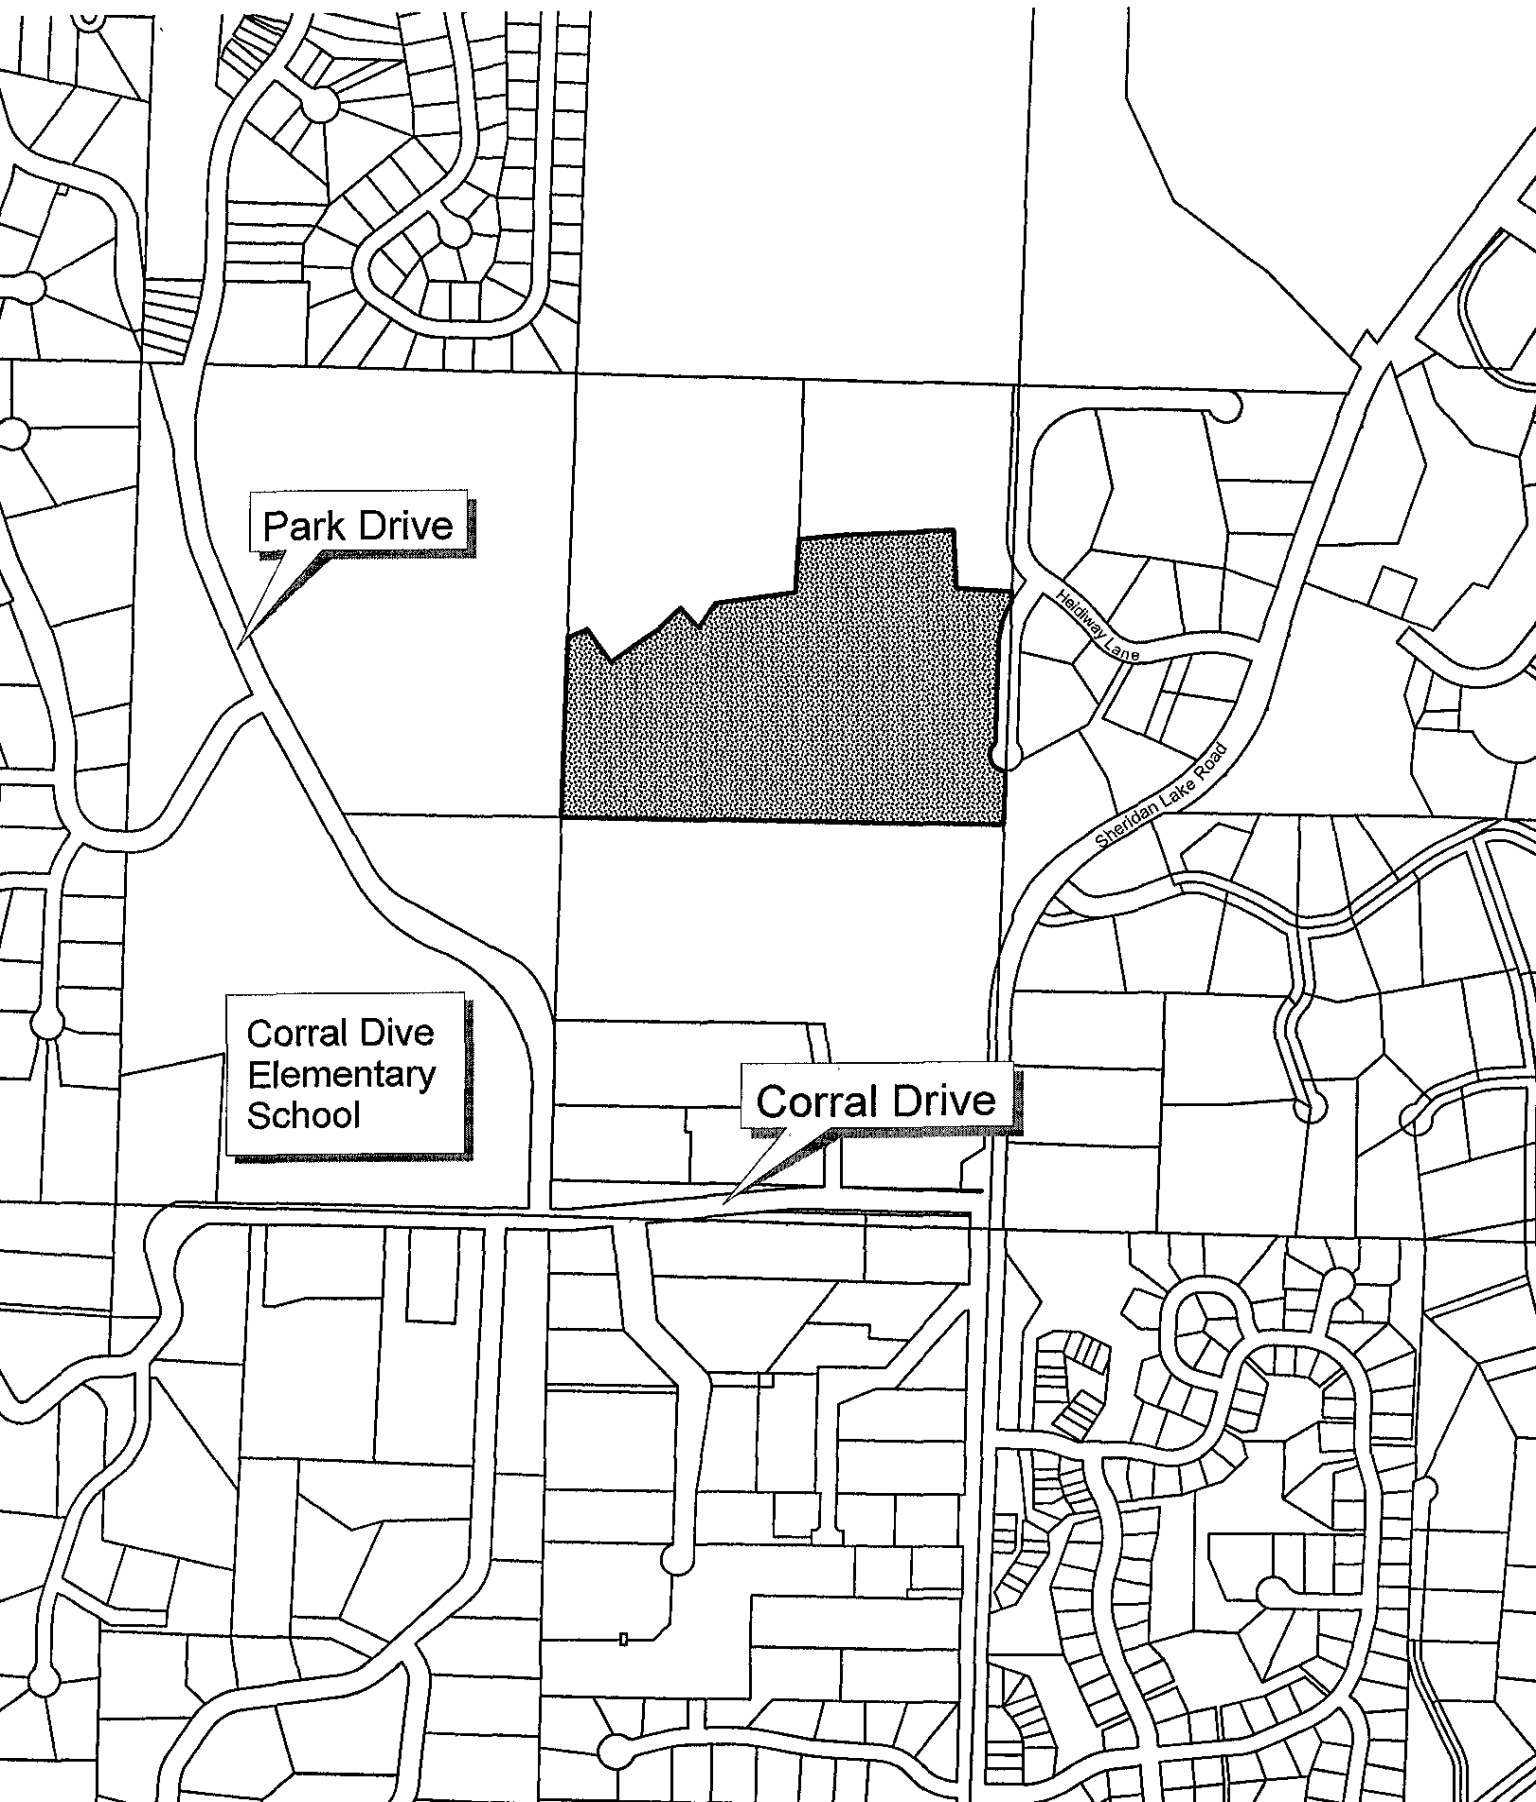 Park Drive
Heidiway Lane
Sheridan Lake Road
Corral Dive
Elementary
School
Corral Drive